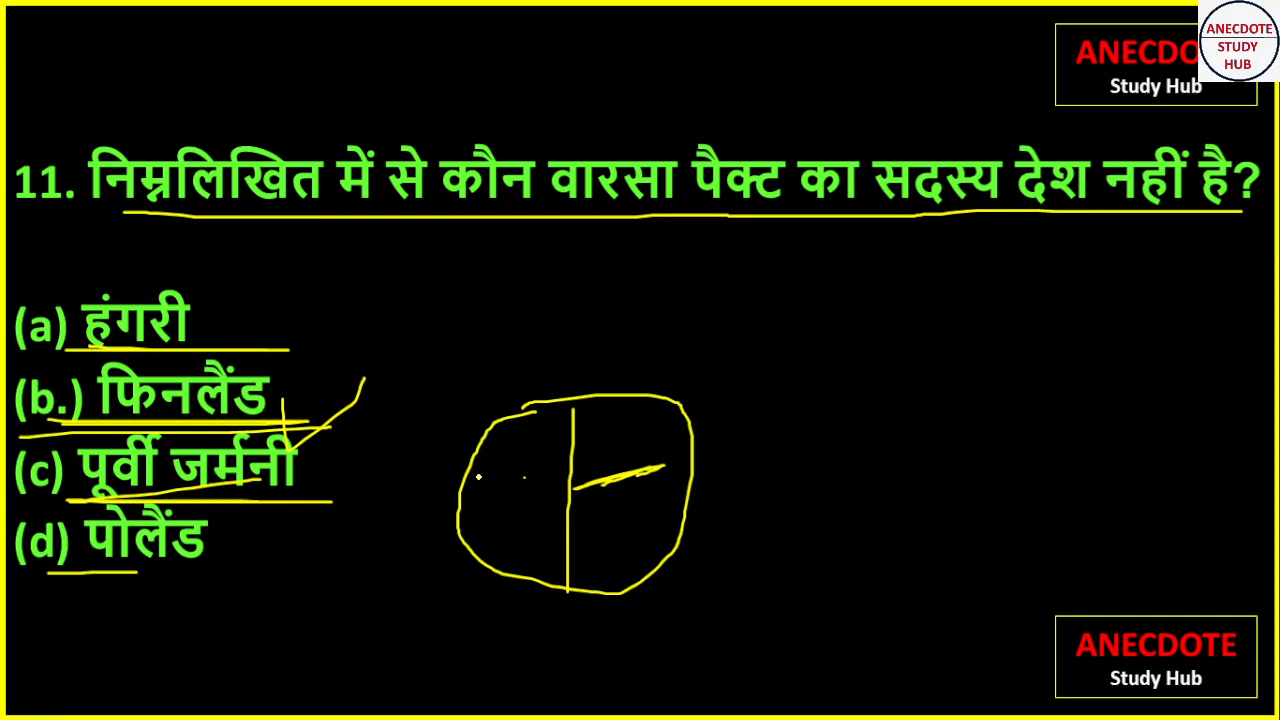 ANECDOTE
STUDY
HUB
ANECDO
Study Hub
11. निम्नलिखित में से कौन वारसा पैक्ट का सदस्य देश नहीं है?
(a) हंगरी
(b.) फिनलैंड
(c) पूर्वी जर्मनी
(d) पोलैंड
ANECDOTE
Study Hub